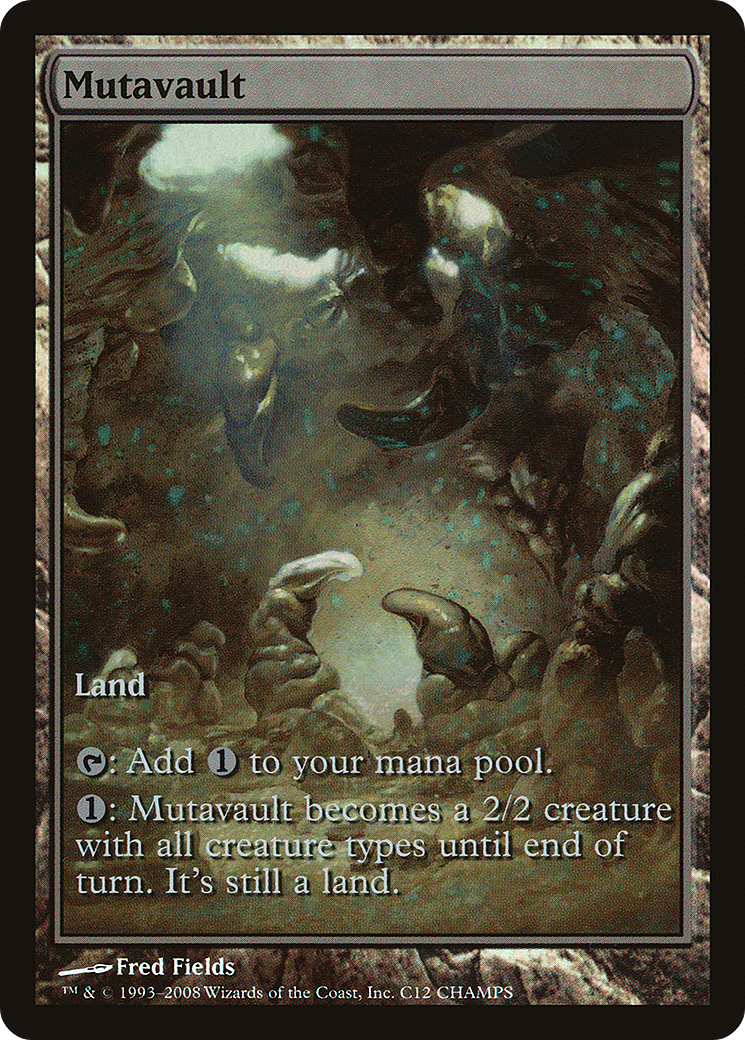 Mutavault
Land
: Add 1 to your mana pool.
1: Mutavault becomes a 2/2 creature
with all creature types until end of
turn. It's still a land.
Fred Fields
™ & © 1993–2008 Wizards of the Coast, Inc. C12 CHAMPS